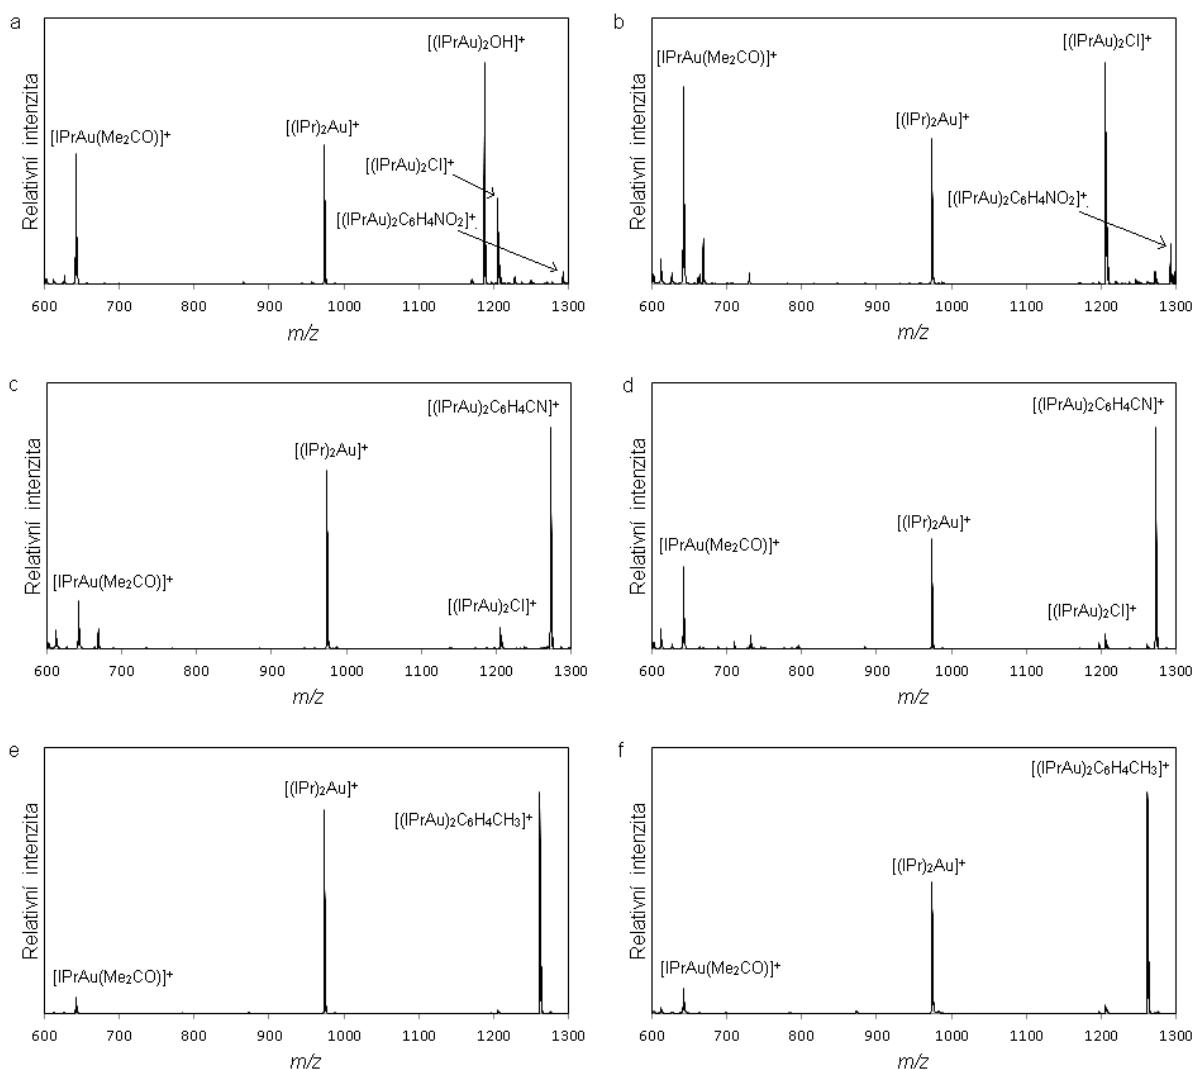 a
Relativní intenzita
[(IPrAu)₂OH]⁺
[IPrAu(Me₂CO)]⁺
[(IPr)₂Au]⁺
[(IPrAu)₂Cl]⁺
[(IPrAu)₂C₆H₄NO₂]⁺
600 700 800 900 1000 1100 1200 1300
m/z
b
Relativní intenzita
[IPrAu(Me₂CO)]⁺
[(IPrAu)₂Cl]⁺
[(IPr)₂Au]⁺
[(IPrAu)₂C₆H₄NO₂]⁺
600 700 800 900 1000 1100 1200 1300
m/z
c
Relativní intenzita
[(IPrAu)₂C₆H₄CN]⁺
[(IPr)₂Au]⁺
[IPrAu(Me₂CO)]⁺
[(IPrAu)₂Cl]⁺
600 700 800 900 1000 1100 1200 1300
m/z
d
Relativní intenzita
[(IPrAu)₂C₆H₄CN]⁺
[(IPr)₂Au]⁺
[IPrAu(Me₂CO)]⁺
[(IPrAu)₂Cl]⁺
600 700 800 900 1000 1100 1200 1300
m/z
e
Relativní intenzita
[(IPr)₂Au]⁺
[(IPrAu)₂C₆H₄CH₃]⁺
[IPrAu(Me₂CO)]⁺
600 700 800 900 1000 1100 1200 1300
m/z
f
Relativní intenzita
[(IPrAu)₂C₆H₄CH₃]⁺
[(IPr)₂Au]⁺
[IPrAu(Me₂CO)]⁺
600 700 800 900 1000 1100 1200 1300
m/z